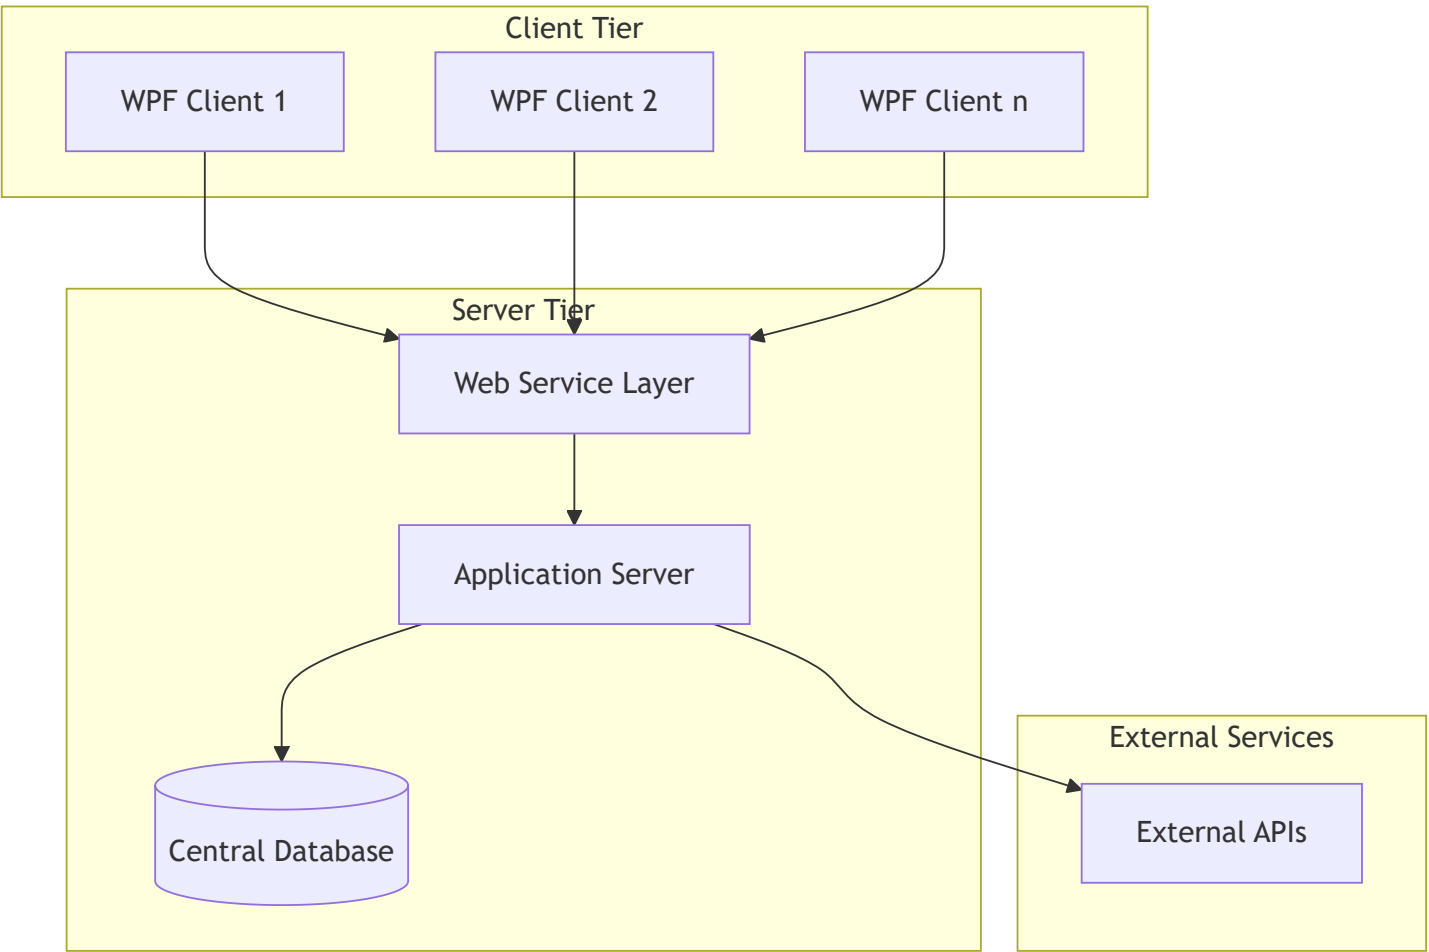 Client Tier
WPF Client 1
WPF Client 2
WPF Client n
Server Tier
Web Service Layer
Application Server
External Services
External APIs
Central Database